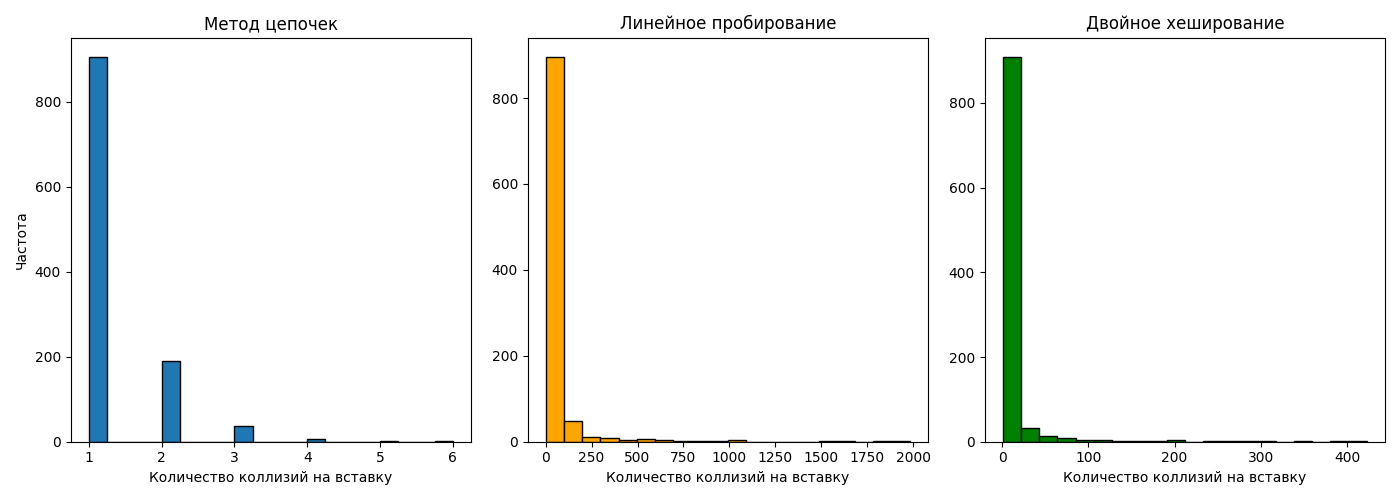 Метод цепочек
Частота
800
600
400
200
0
1 2 3 4 5 6
Количество коллизий на вставку
Линейное пробирование
800
600
400
200
0
0 250 500 750 1000 1250 1500 1750 2000
Количество коллизий на вставку
Двойное хеширование
800
600
400
200
0
0 100 200 300 400
Количество коллизий на вставку